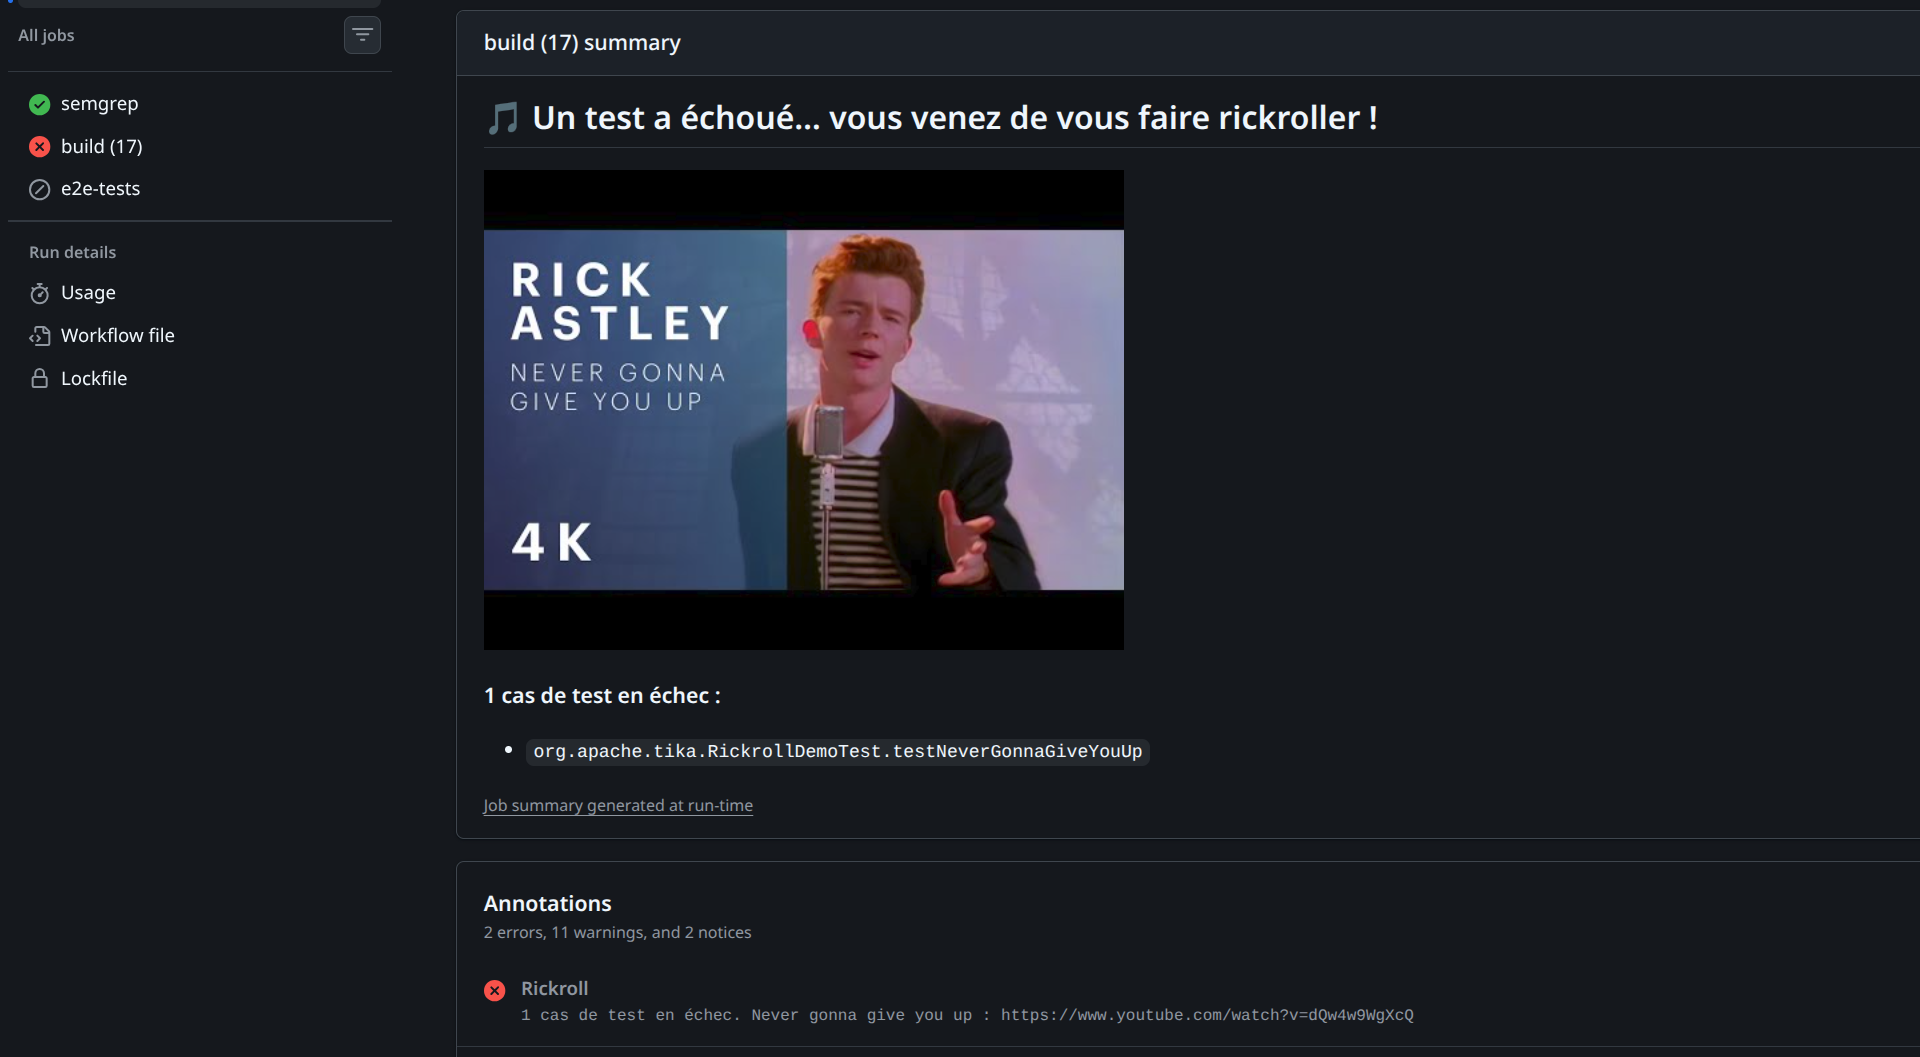 All jobs
semgrep
build (17)
e2e-tests
Run details
Usage
Workflow file
Lockfile
build (17) summary
🎵 Un test a échoué... vous venez de vous faire rickroller !
RICK
ASTLEY
NEVER GONNA
GIVE YOU UP
4K
1 cas de test en échec :
org.apache.tika.RickrollDemoTest.testNeverGonnaGiveYouUp
Job summary generated at run-time
Annotations
2 errors, 11 warnings, and 2 notices
Rickroll
1 cas de test en échec. Never gonna give you up : https://www.youtube.com/watch?v=dQw4w9WgXcQ